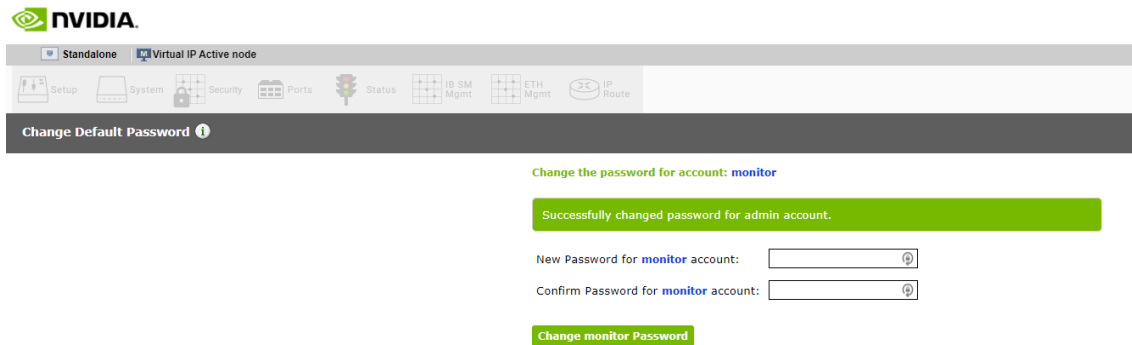 NVIDIA.
Standalone M Virtual IP Active node
Setup System Security Ports Status IB SM Mgmt ETH Mgmt IP Route
Change Default Password i
Change the password for account: monitor
Successfully changed password for admin account.
New Password for monitor account:
Confirm Password for monitor account:
Change monitor Password